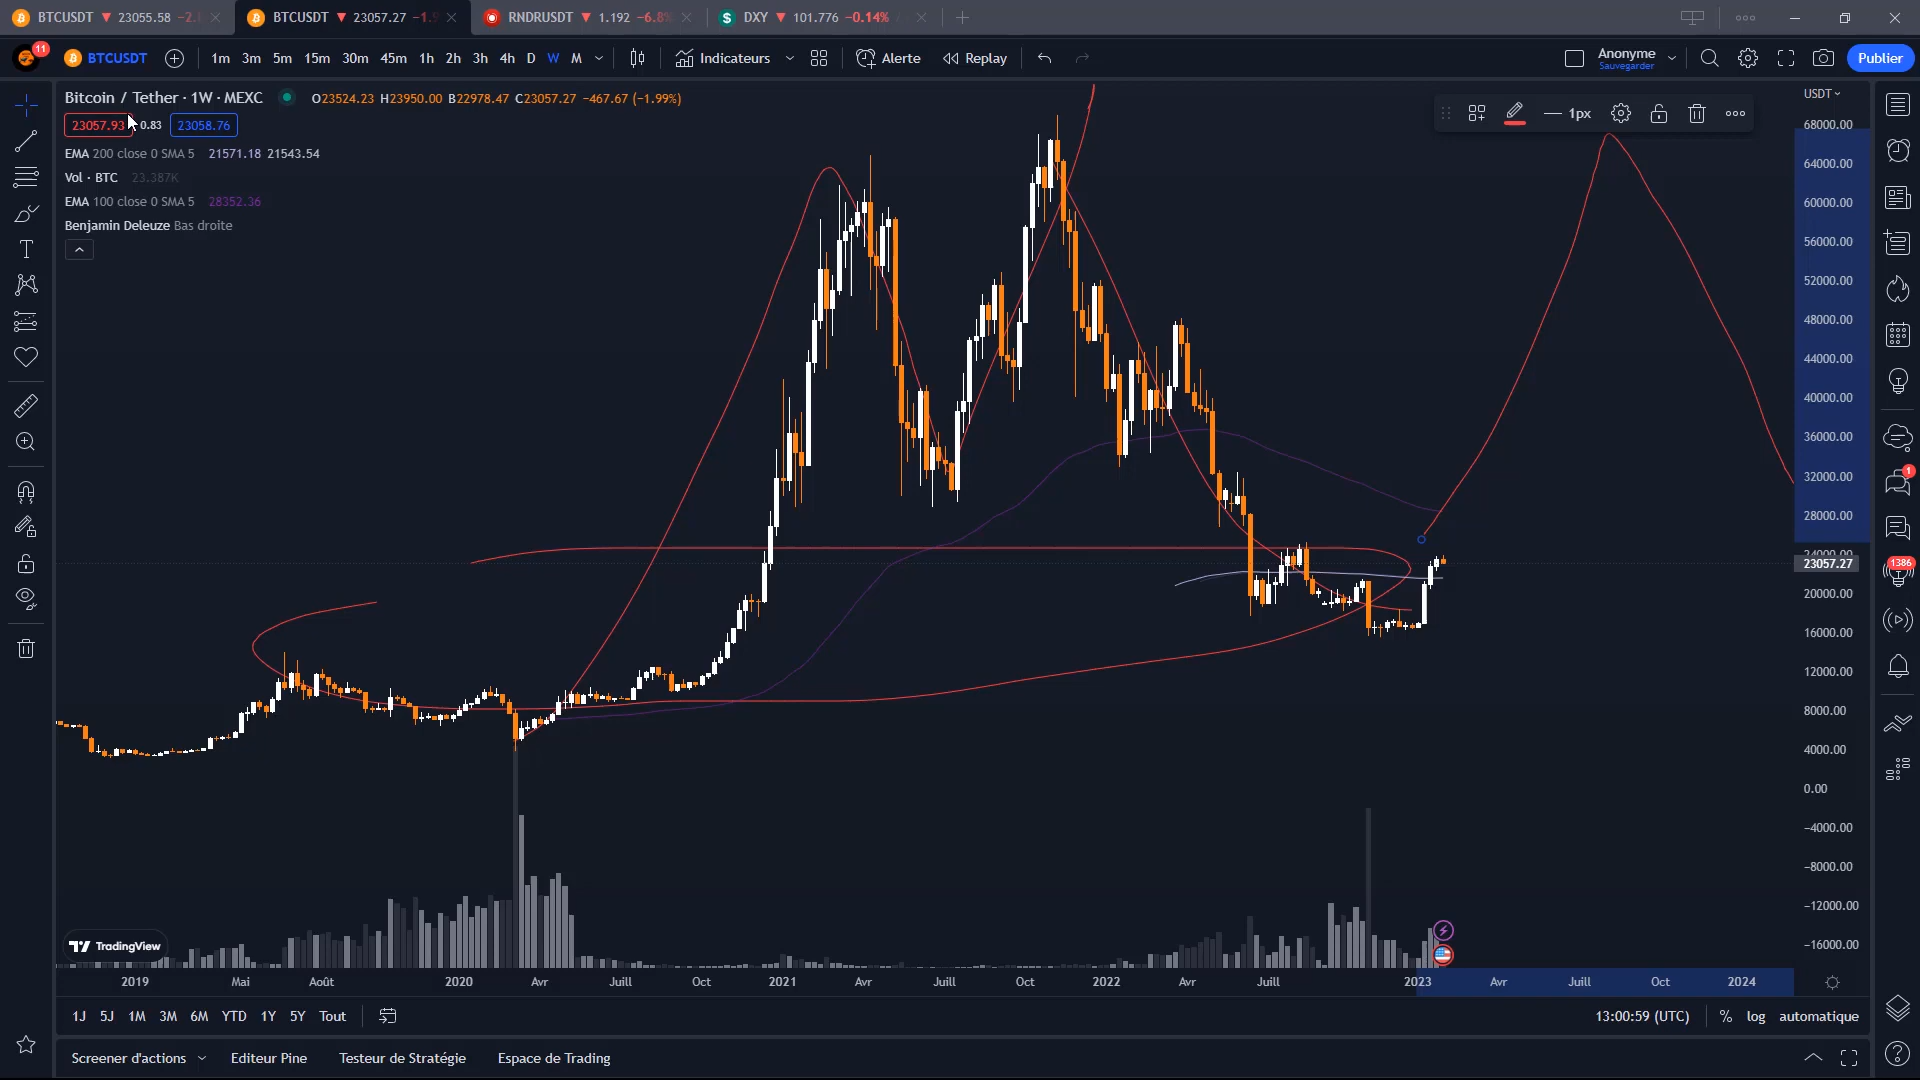 BTCUSDT ▼ 23055.58
BTCUSDT ▼ 23057.27
RNDRUSDT ▼ 1.192 −6.8%
DXY ▼ 101.776 −0.14%
11
BTCUSDT
1m 3m 5m 15m 30m 45m 1h 2h 3h 4h D W M
Indicateurs
Alerte
Replay
Anonyme
Sauvegarder
Publier
Bitcoin / Tether · 1W · MEXC
O23524.23 H23950.00 B22978.47 C23057.27 −467.67 (−1.99%)
23057.93
0.83
23058.76
EMA 200 close 0 SMA 5 21571.18 21543.54
Vol · BTC 23.387K
EMA 100 close 0 SMA 5 28352.36
Benjamin Deleuze Bas droite
1px
USDT
68000.00
64000.00
60000.00
56000.00
52000.00
48000.00
44000.00
40000.00
36000.00
32000.00
28000.00
24000.00
23057.27
20000.00
16000.00
12000.00
8000.00
4000.00
0.00
−4000.00
−8000.00
−12000.00
−16000.00
1
1386
TradingView
2019 Mai Août 2020 Avr Juill Oct 2021 Avr Juill Oct 2022 Avr Juill 2023 Avr Juill Oct 2024
1J 5J 1M 3M 6M YTD 1Y 5Y Tout
13:00:59 (UTC)
% log automatique
Screener d'actions
Editeur Pine
Testeur de Stratégie
Espace de Trading